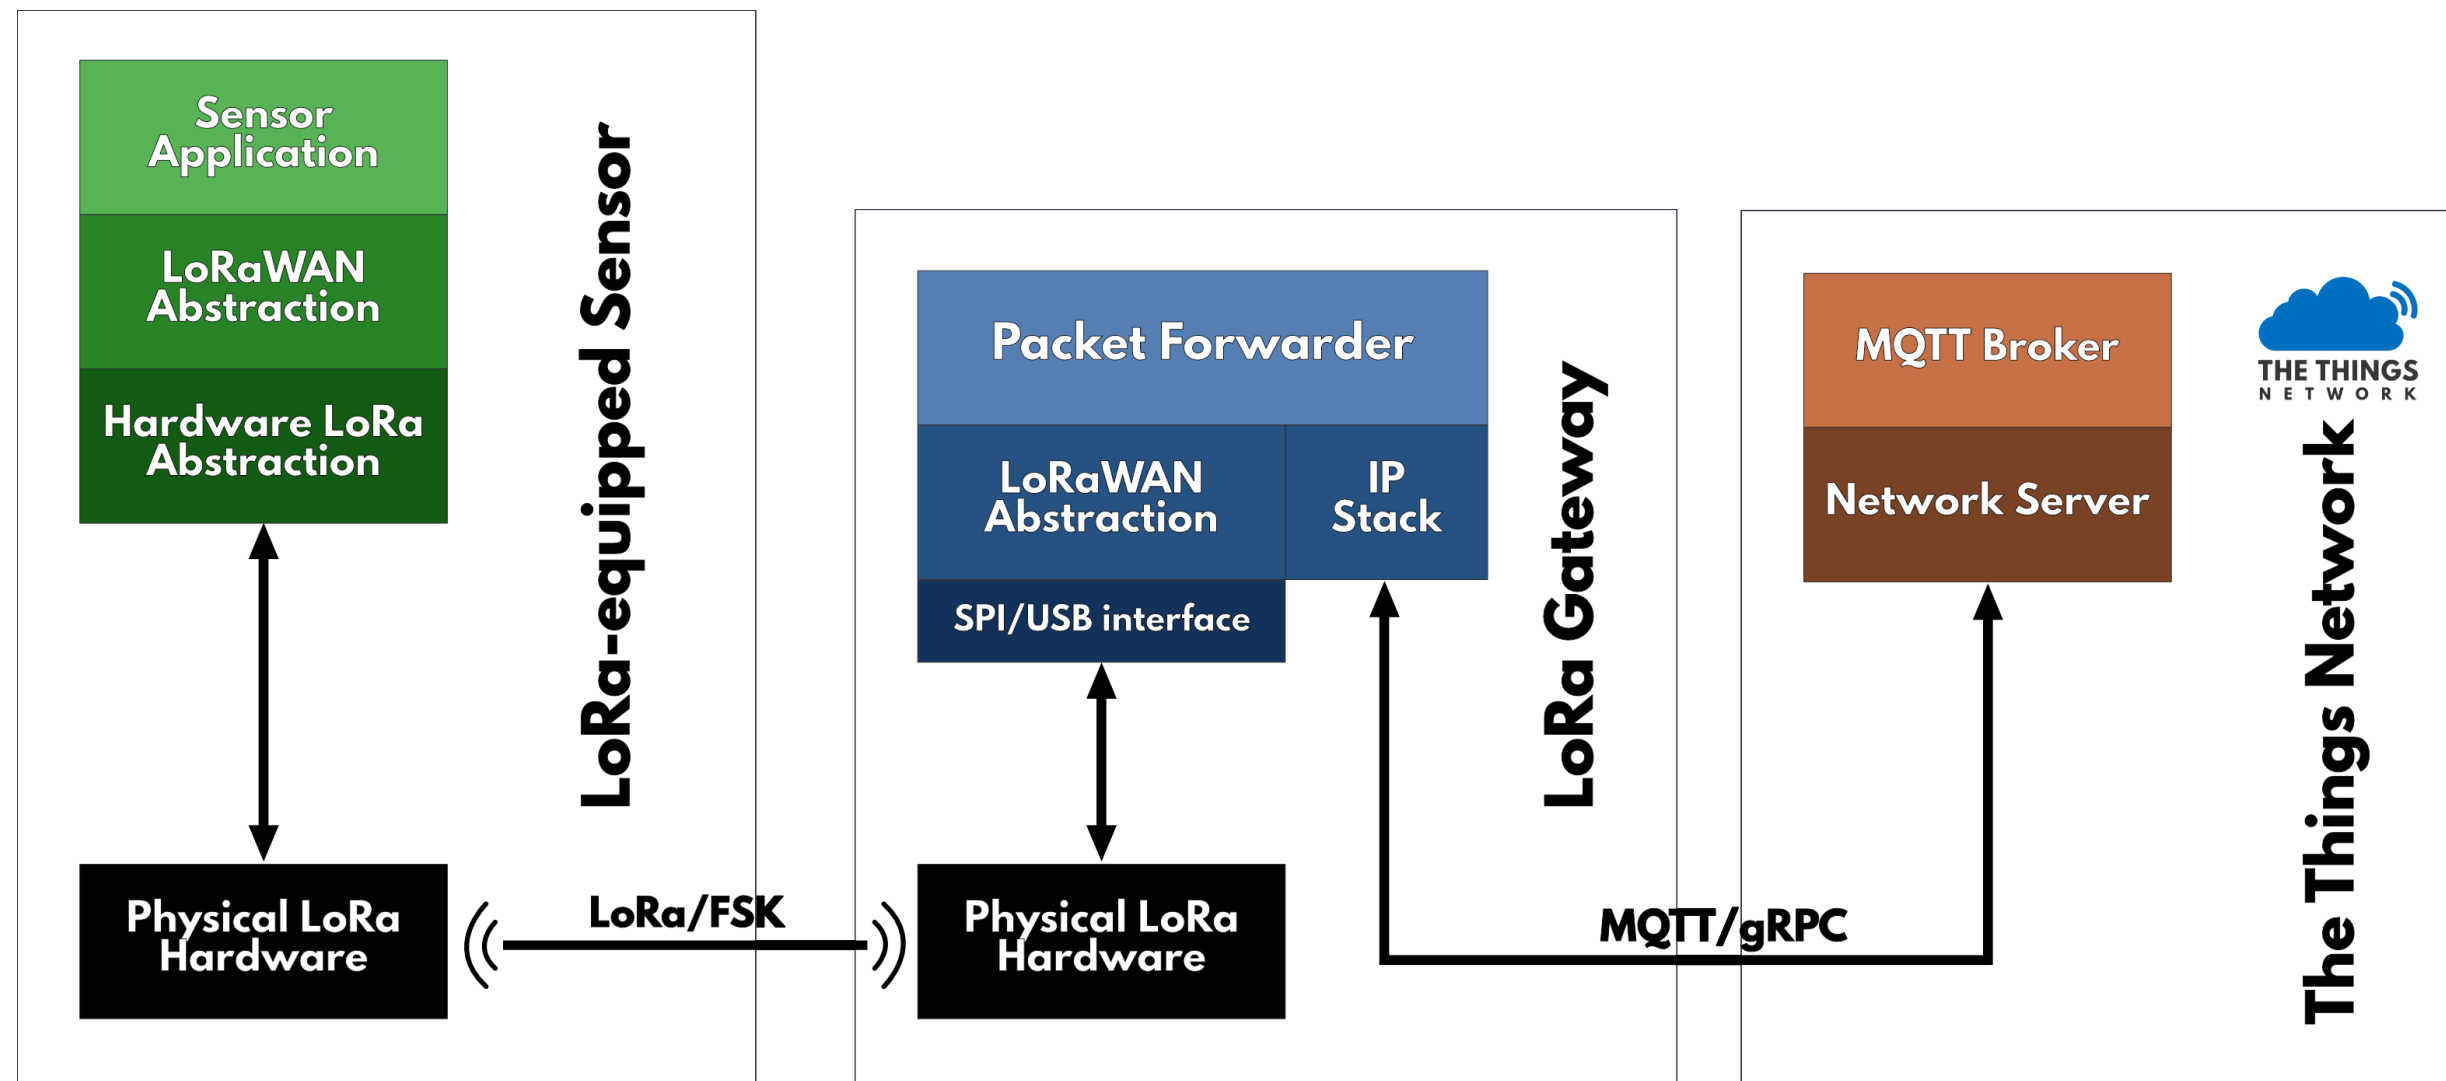 Sensor
Application
LoRaWAN
Abstraction
Hardware LoRa
Abstraction
Physical LoRa
Hardware
LoRa-equipped Sensor
LoRa/FSK
Packet Forwarder
LoRaWAN
Abstraction
IP
Stack
SPI/USB interface
Physical LoRa
Hardware
LoRa Gateway
MQTT/gRPC
MQTT Broker
Network Server
THE THINGS
NETWORK
The Things Network